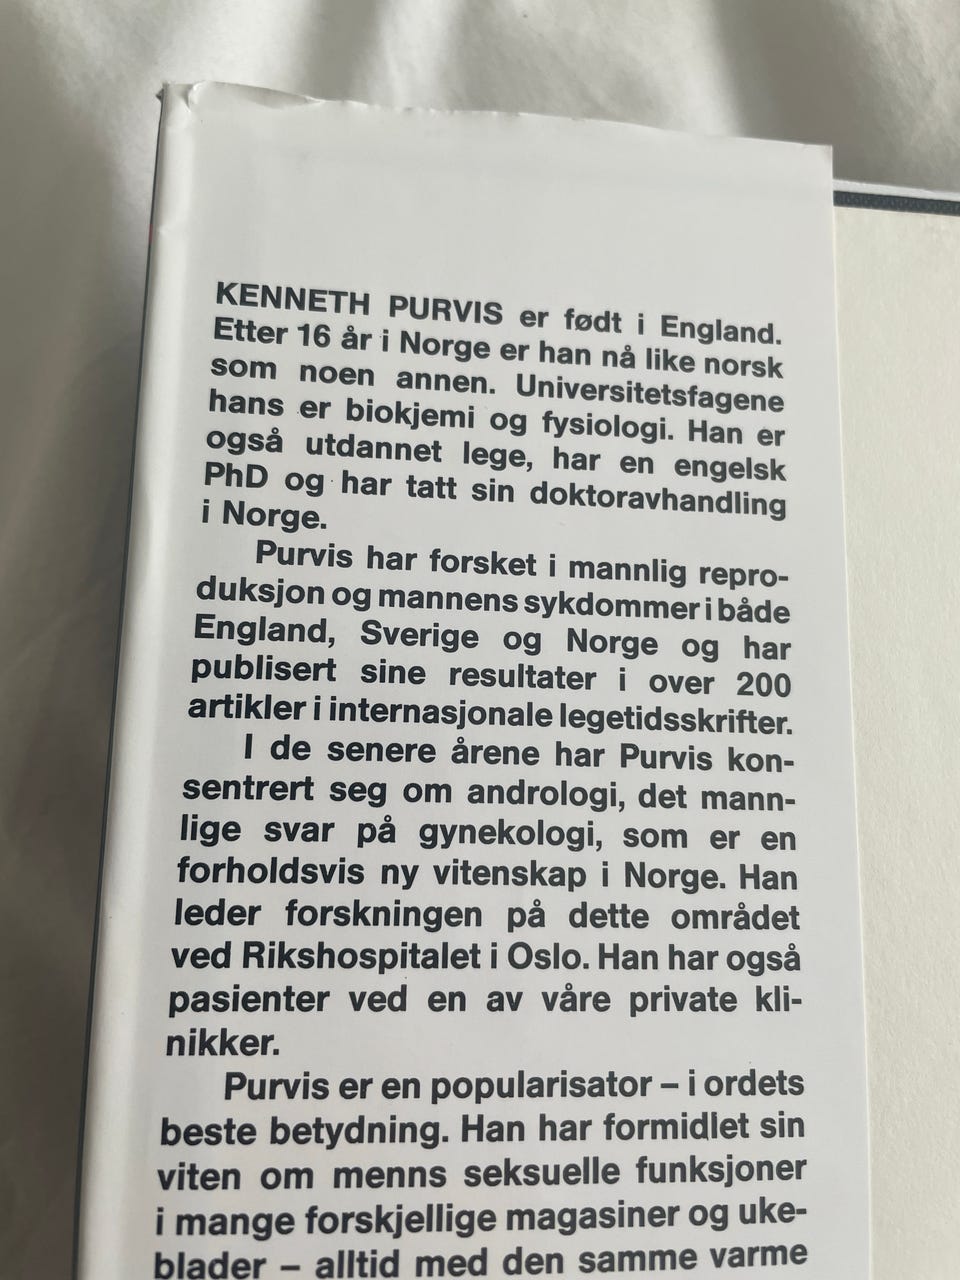 KENNETH PURVIS er født i England.
Etter 16 år i Norge er han nå like norsk
som noen annen. Universitetsfagene
hans er biokjemi og fysiologi. Han er
også utdannet lege, har en engelsk
PhD og har tatt sin doktoravhandling
i Norge.
Purvis har forsket i mannlig repro-
duksjon og mannens sykdommer i både
England, Sverige og Norge og har
publisert sine resultater i over 200
artikler i internasjonale legetidsskrifter.
I de senere årene har Purvis kon-
sentrert seg om andrologi, det mann-
lige svar på gynekologi, som er en
forholdsvis ny vitenskap i Norge. Han
leder forskningen på dette området
ved Rikshospitalet i Oslo. Han har også
pasienter ved en av våre private kli-
nikker.
Purvis er en popularisator – i ordets
beste betydning. Han har formidlet sin
viten om menns seksuelle funksjoner
i mange forskjellige magasiner og uke-
blader – alltid med den samme varme